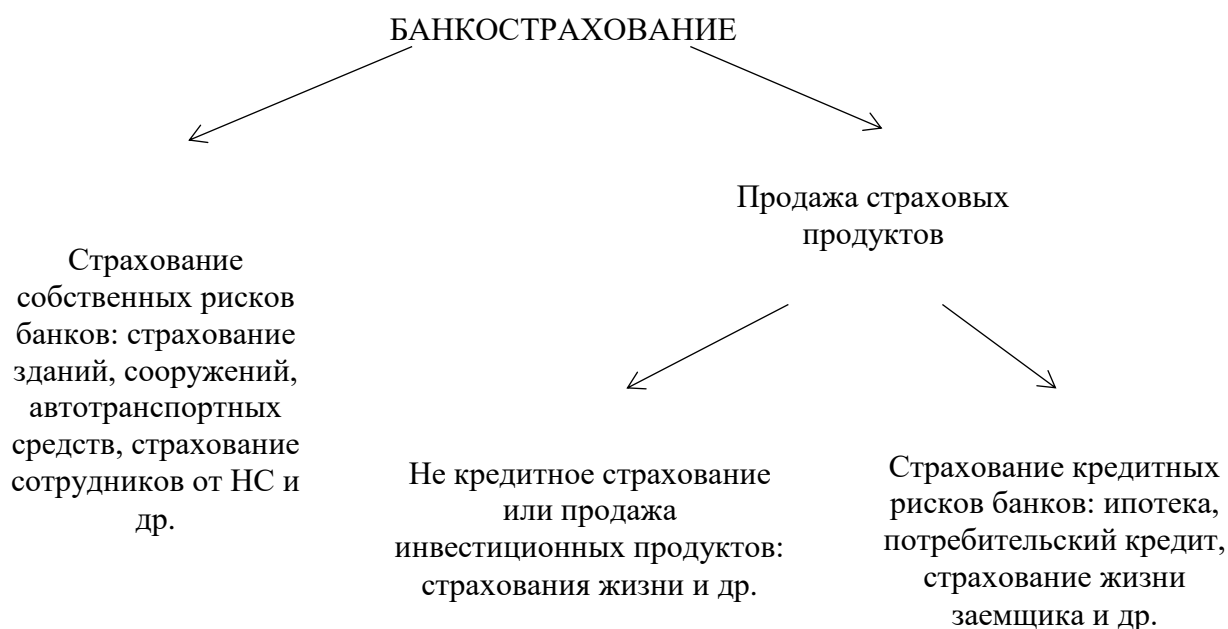 БАНКОСТРАХОВАНИЕ
Продажа страховых
продуктов
Страхование
собственных рисков
банков: страхование
зданий, сооружений,
автотранспортных
средств, страхование
сотрудников от НС и
др.
Не кредитное страхование
или продажа
инвестиционных продуктов:
страхования жизни и др.
Страхование кредитных
рисков банков: ипотека,
потребительский кредит,
страхование жизни
заемщика и др.